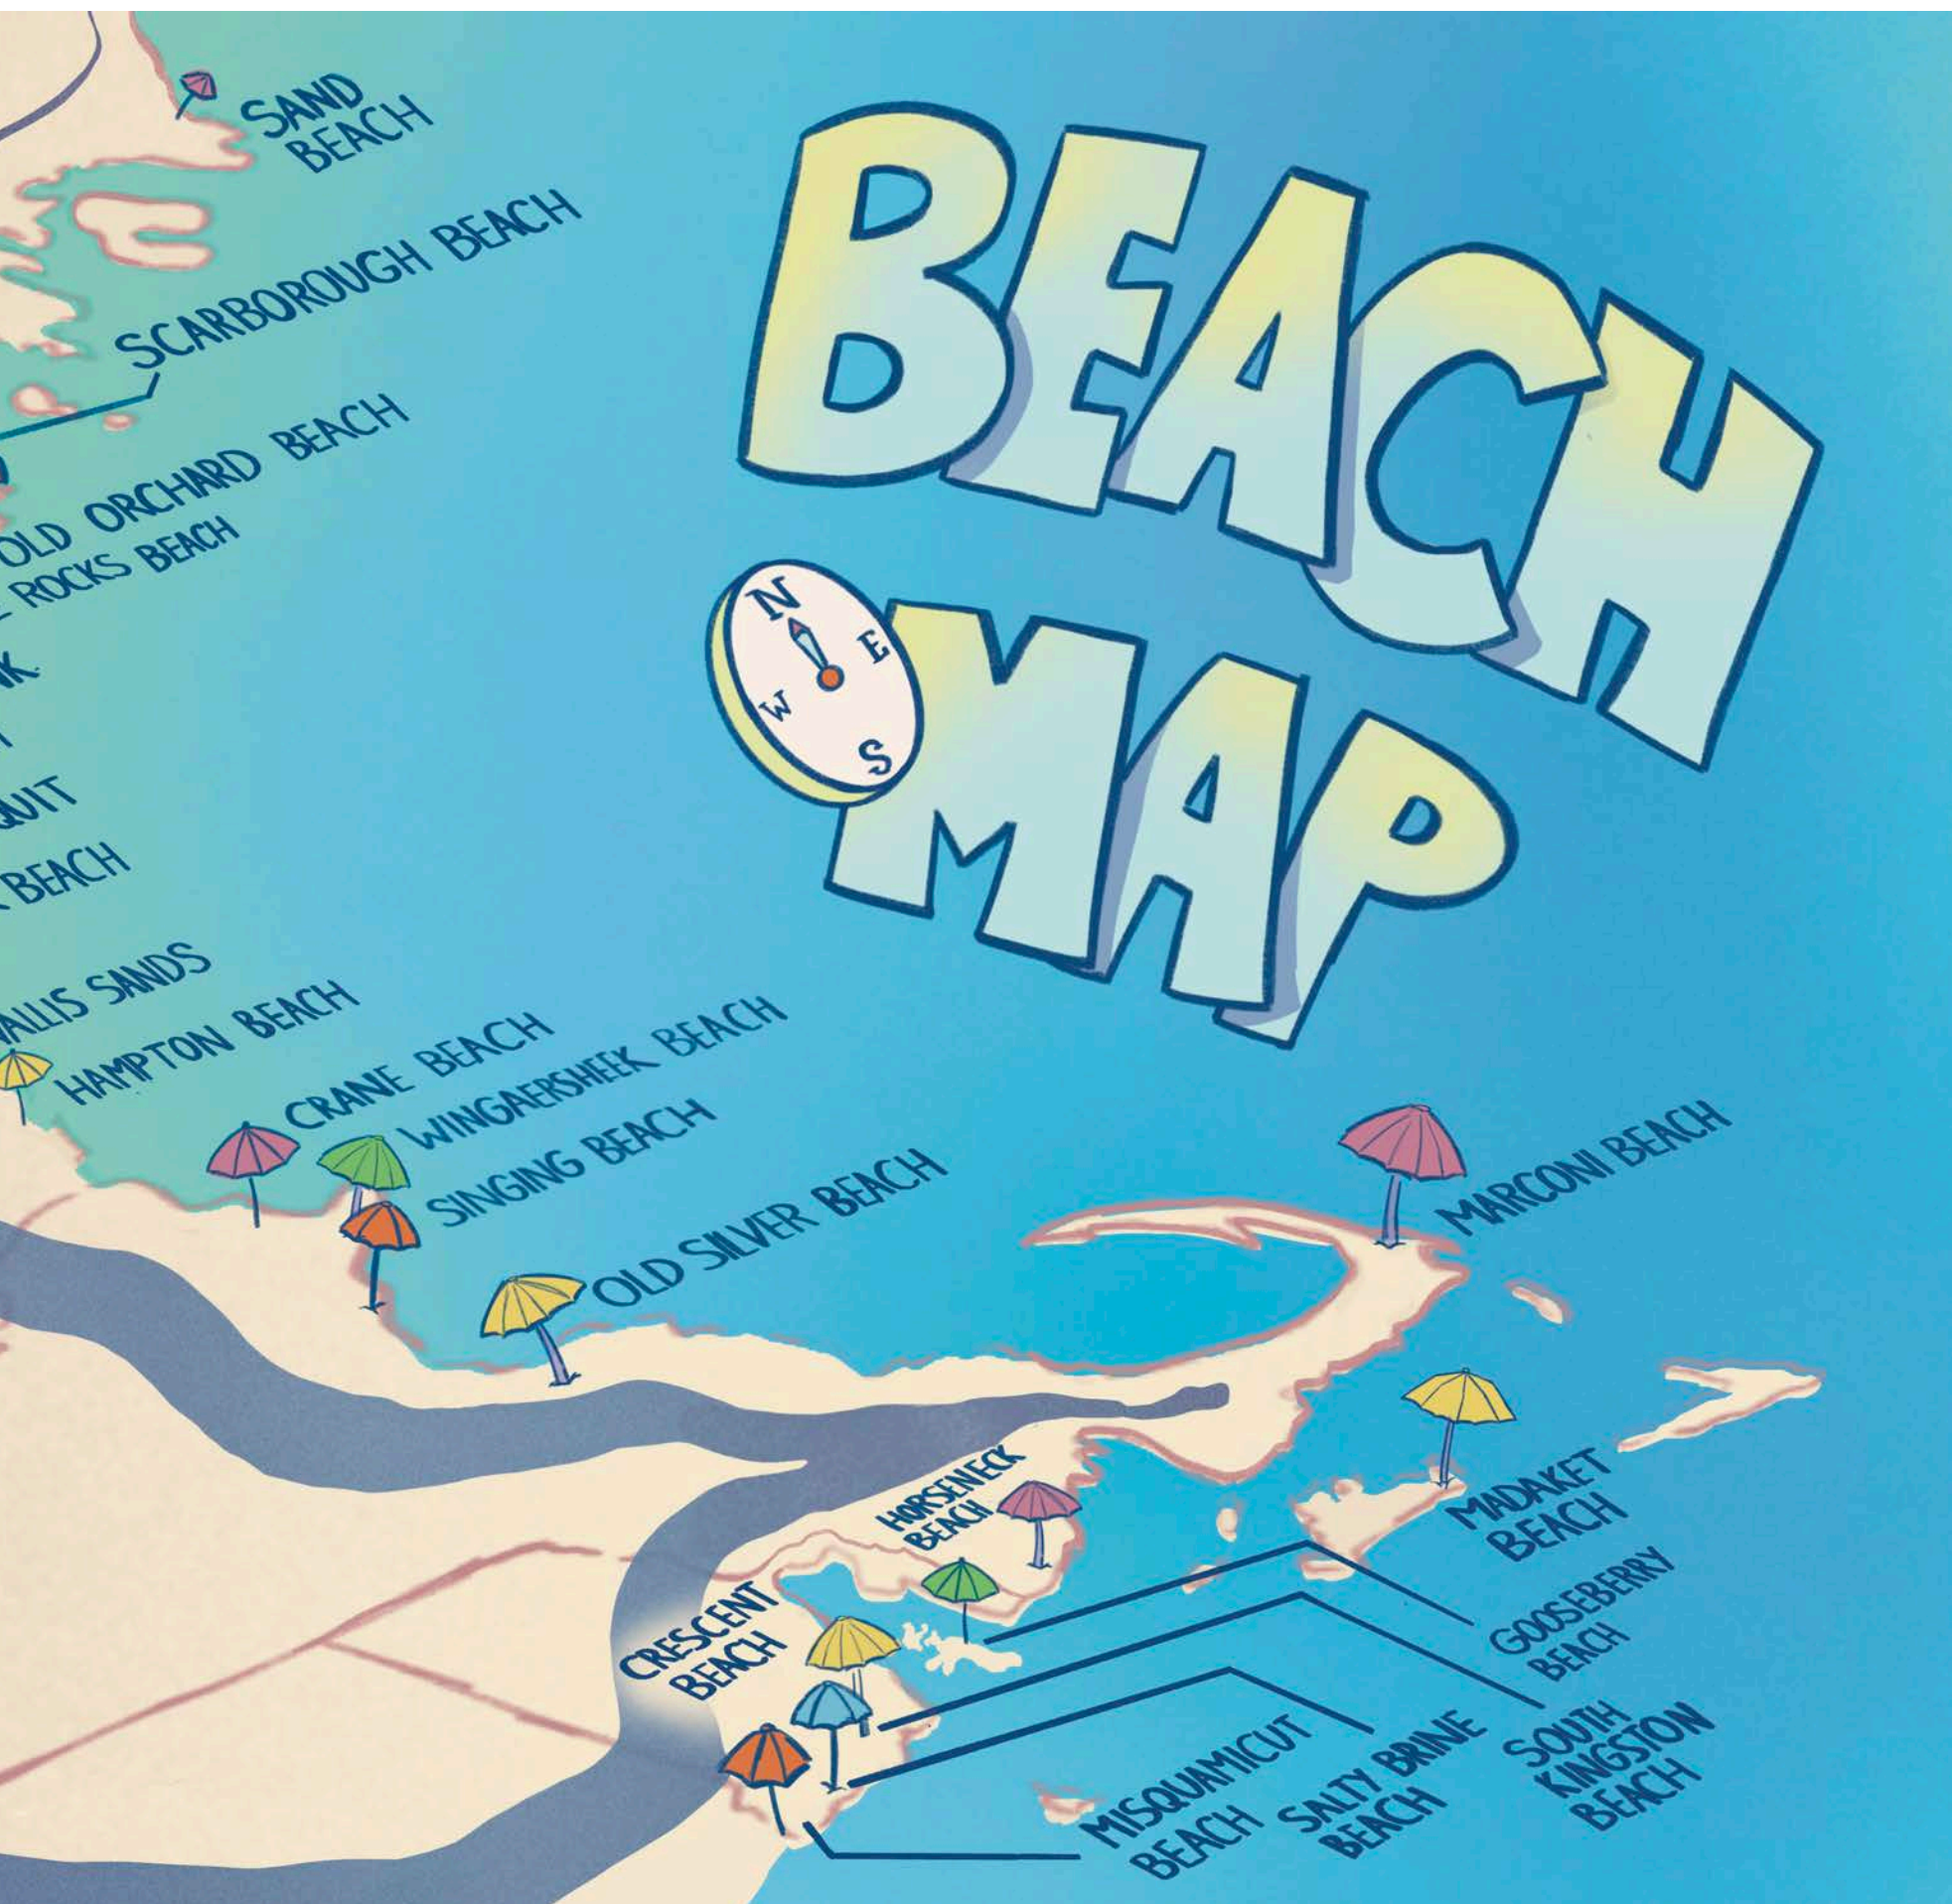 SAND
BEACH
SCARBOROUGH BEACH
BEACH
OLD ORCHARD BEACH
ROCKS BEACH
N
E
W
S
MAP
BEACH
SANDS
HAMPTON BEACH
CRANE BEACH
WINGAERSHEEK BEACH
SINGING BEACH
OLD SILVER BEACH
MARCONI BEACH
HORSENECK
BEACH
MADAKET
BEACH
GOOSEBERRY
BEACH
CRESCENT
BEACH
SOUTH
KINGSTON
BEACH
SALTY BRINE
BEACH
MISQUAMICUT
BEACH